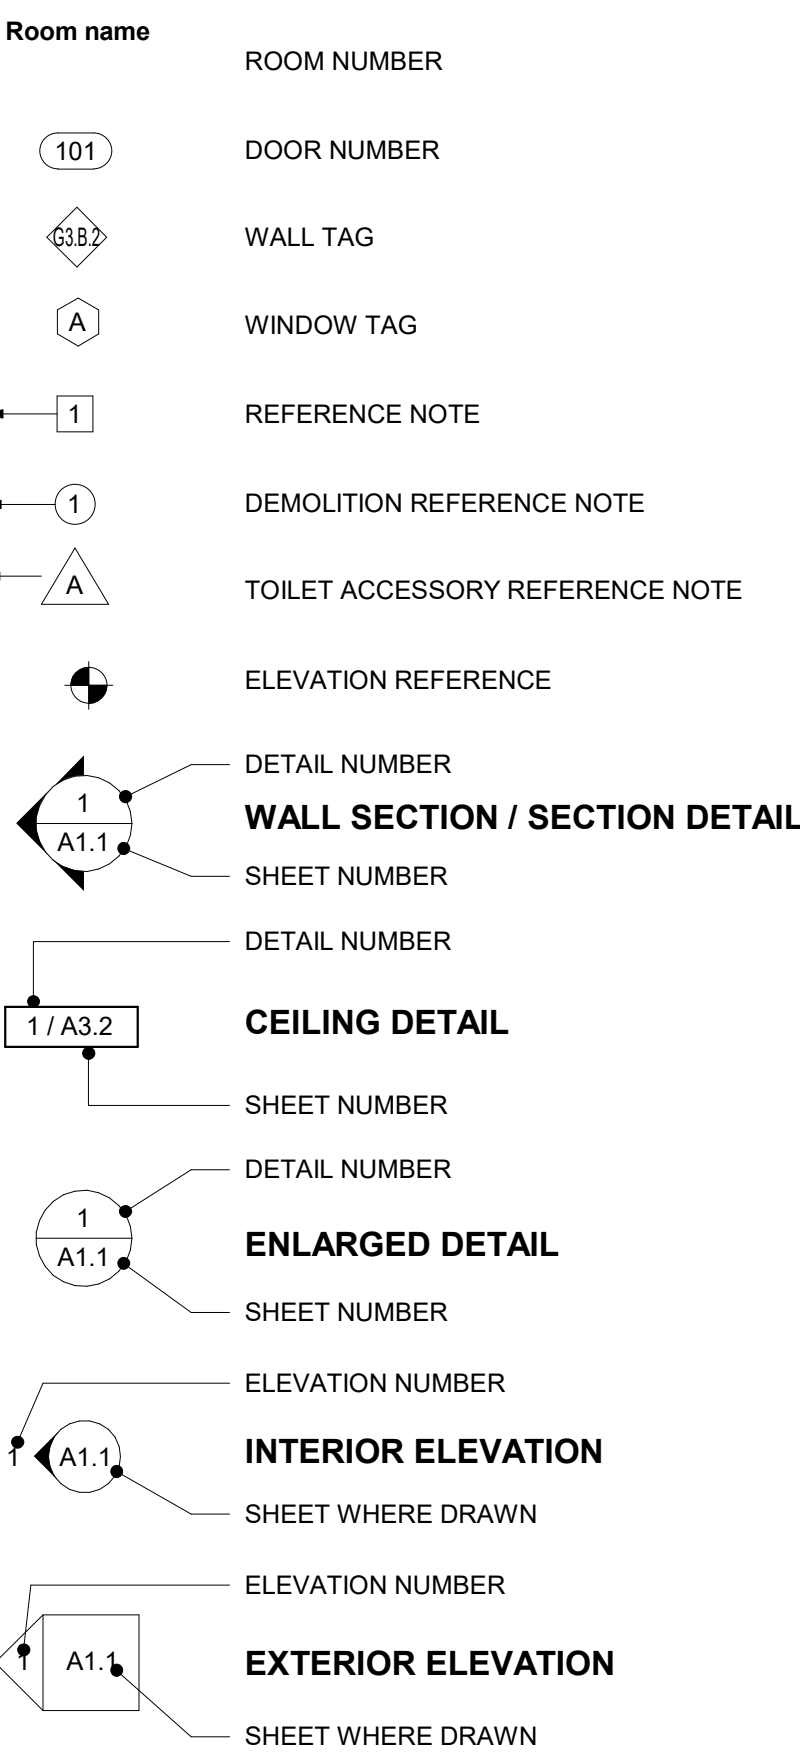 Room name
ROOM NUMBER
101 DOOR NUMBER
G3.B.2 WALL TAG
A WINDOW TAG
1 REFERENCE NOTE
1 DEMOLITION REFERENCE NOTE
A TOILET ACCESSORY REFERENCE NOTE
ELEVATION REFERENCE
DETAIL NUMBER
1
WALL SECTION / SECTION DETAIL
A1.1
SHEET NUMBER
DETAIL NUMBER
1 / A3.2 CEILING DETAIL
SHEET NUMBER
DETAIL NUMBER
1
ENLARGED DETAIL
A1.1
SHEET NUMBER
ELEVATION NUMBER
1 A1.1 INTERIOR ELEVATION
SHEET WHERE DRAWN
ELEVATION NUMBER
1 A1.1 EXTERIOR ELEVATION
SHEET WHERE DRAWN